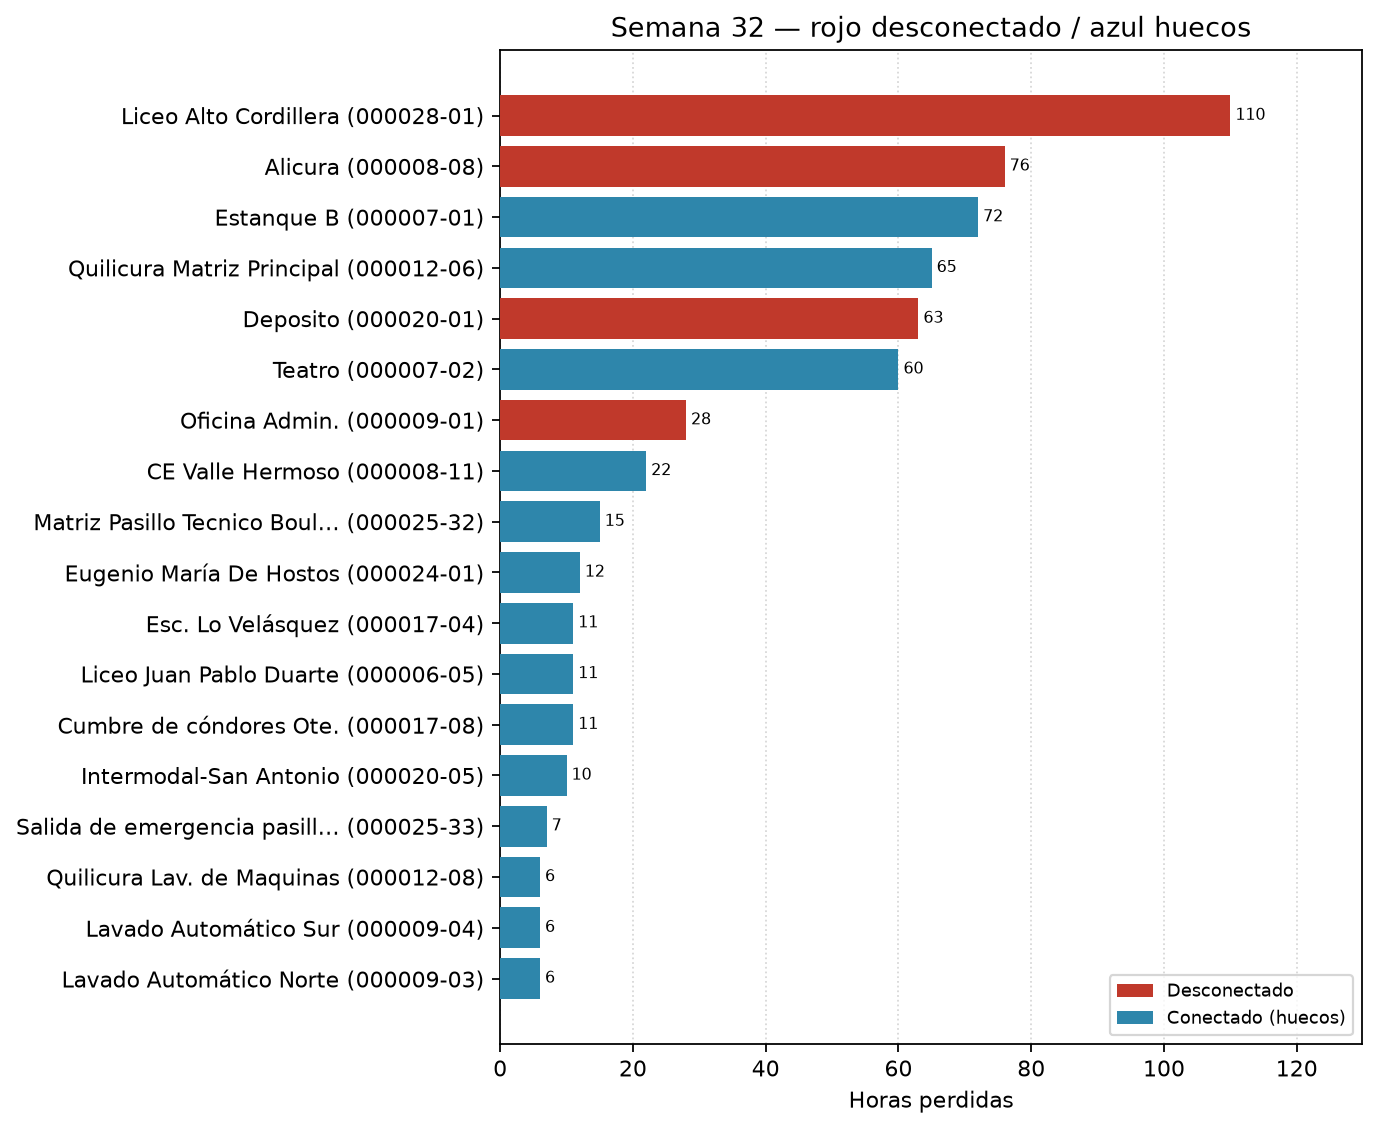 Semana 32 — rojo desconectado / azul huecos
Liceo Alto Cordillera (000028-01) 110
Alicura (000008-08) 76
Estanque B (000007-01) 72
Quilicura Matriz Principal (000012-06) 65
Deposito (000020-01) 63
Teatro (000007-02) 60
Oficina Admin. (000009-01) 28
CE Valle Hermoso (000008-11) 22
Matriz Pasillo Tecnico Boul… (000025-32) 15
Eugenio María De Hostos (000024-01) 12
Esc. Lo Velásquez (000017-04) 11
Liceo Juan Pablo Duarte (000006-05) 11
Cumbre de cóndores Ote. (000017-08) 11
Intermodal-San Antonio (000020-05) 10
Salida de emergencia pasill… (000025-33) 7
Quilicura Lav. de Maquinas (000012-08) 6
Lavado Automático Sur (000009-04) 6
Lavado Automático Norte (000009-03) 6
Desconectado
Conectado (huecos)
0 20 40 60 80 100 120
Horas perdidas